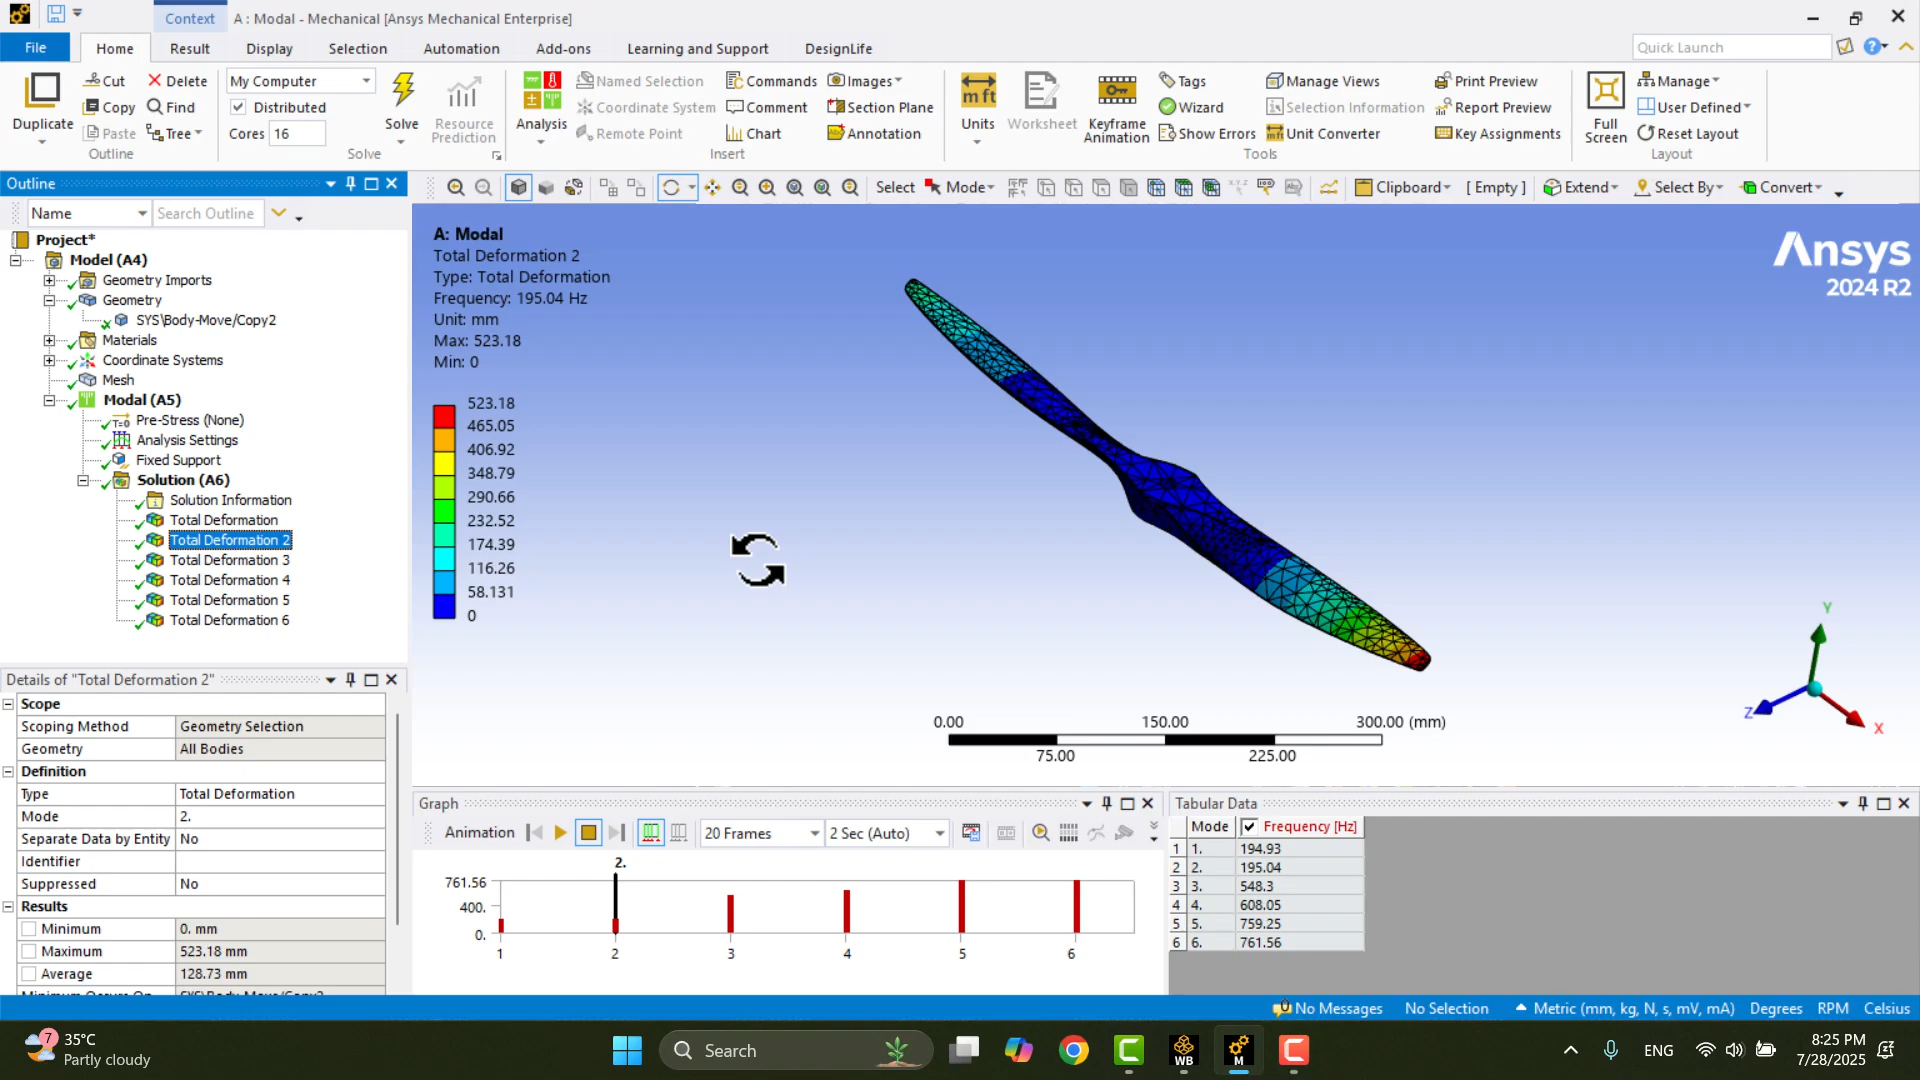 Context
A : Modal - Mechanical [Ansys Mechanical Enterprise]
File
Home
Result
Display
Selection
Automation
Add-ons
Learning and Support
DesignLife
Quick Launch
Duplicate
Cut
Copy
Paste
Delete
Find
Tree
Outline
My Computer
Distributed
Cores 16
Solve
Resource Prediction
Solve
Analysis
Named Selection
Coordinate System
Remote Point
Commands
Comment
Chart
Images
Section Plane
Annotation
Insert
Units
Worksheet
Keyframe Animation
Tags
Wizard
Show Errors
Manage Views
Selection Information
Unit Converter
Print Preview
Report Preview
Key Assignments
Tools
Full Screen
Manage
User Defined
Reset Layout
Layout
Outline
Name
Search Outline
Select
Mode
Clipboard
[ Empty ]
Extend
Select By
Convert
Project*
Model (A4)
Geometry Imports
Geometry
SYS\Body-Move/Copy2
Materials
Coordinate Systems
Mesh
Modal (A5)
Pre-Stress (None)
Analysis Settings
Fixed Support
Solution (A6)
Solution Information
Total Deformation
Total Deformation 2
Total Deformation 3
Total Deformation 4
Total Deformation 5
Total Deformation 6
A: Modal
Total Deformation 2
Type: Total Deformation
Frequency: 195.04 Hz
Unit: mm
Max: 523.18
Min: 0
523.18
465.05
406.92
348.79
290.66
232.52
174.39
116.26
58.131
0
Ansys
2024 R2
0.00
150.00
300.00 (mm)
75.00
225.00
Y
Z
X
Details of "Total Deformation 2"
Scope
Scoping Method Geometry Selection
Geometry All Bodies
Definition
Type Total Deformation
Mode 2.
Separate Data by Entity No
Identifier
Suppressed No
Results
Minimum 0. mm
Maximum 523.18 mm
Average 128.73 mm
Graph
Animation
20 Frames
2 Sec (Auto)
2.
761.56
400.
0.
1 2 3 4 5 6
Tabular Data
Mode Frequency [Hz]
1 1. 194.93
2 2. 195.04
3 3. 548.3
4 4. 608.05
5 5. 759.25
6 6. 761.56
No Messages
No Selection
Metric (mm, kg, N, s, mV, mA)
Degrees
RPM
Celsius
7
35°C
Partly cloudy
Search
WB
M
ENG
8:25 PM
7/28/2025